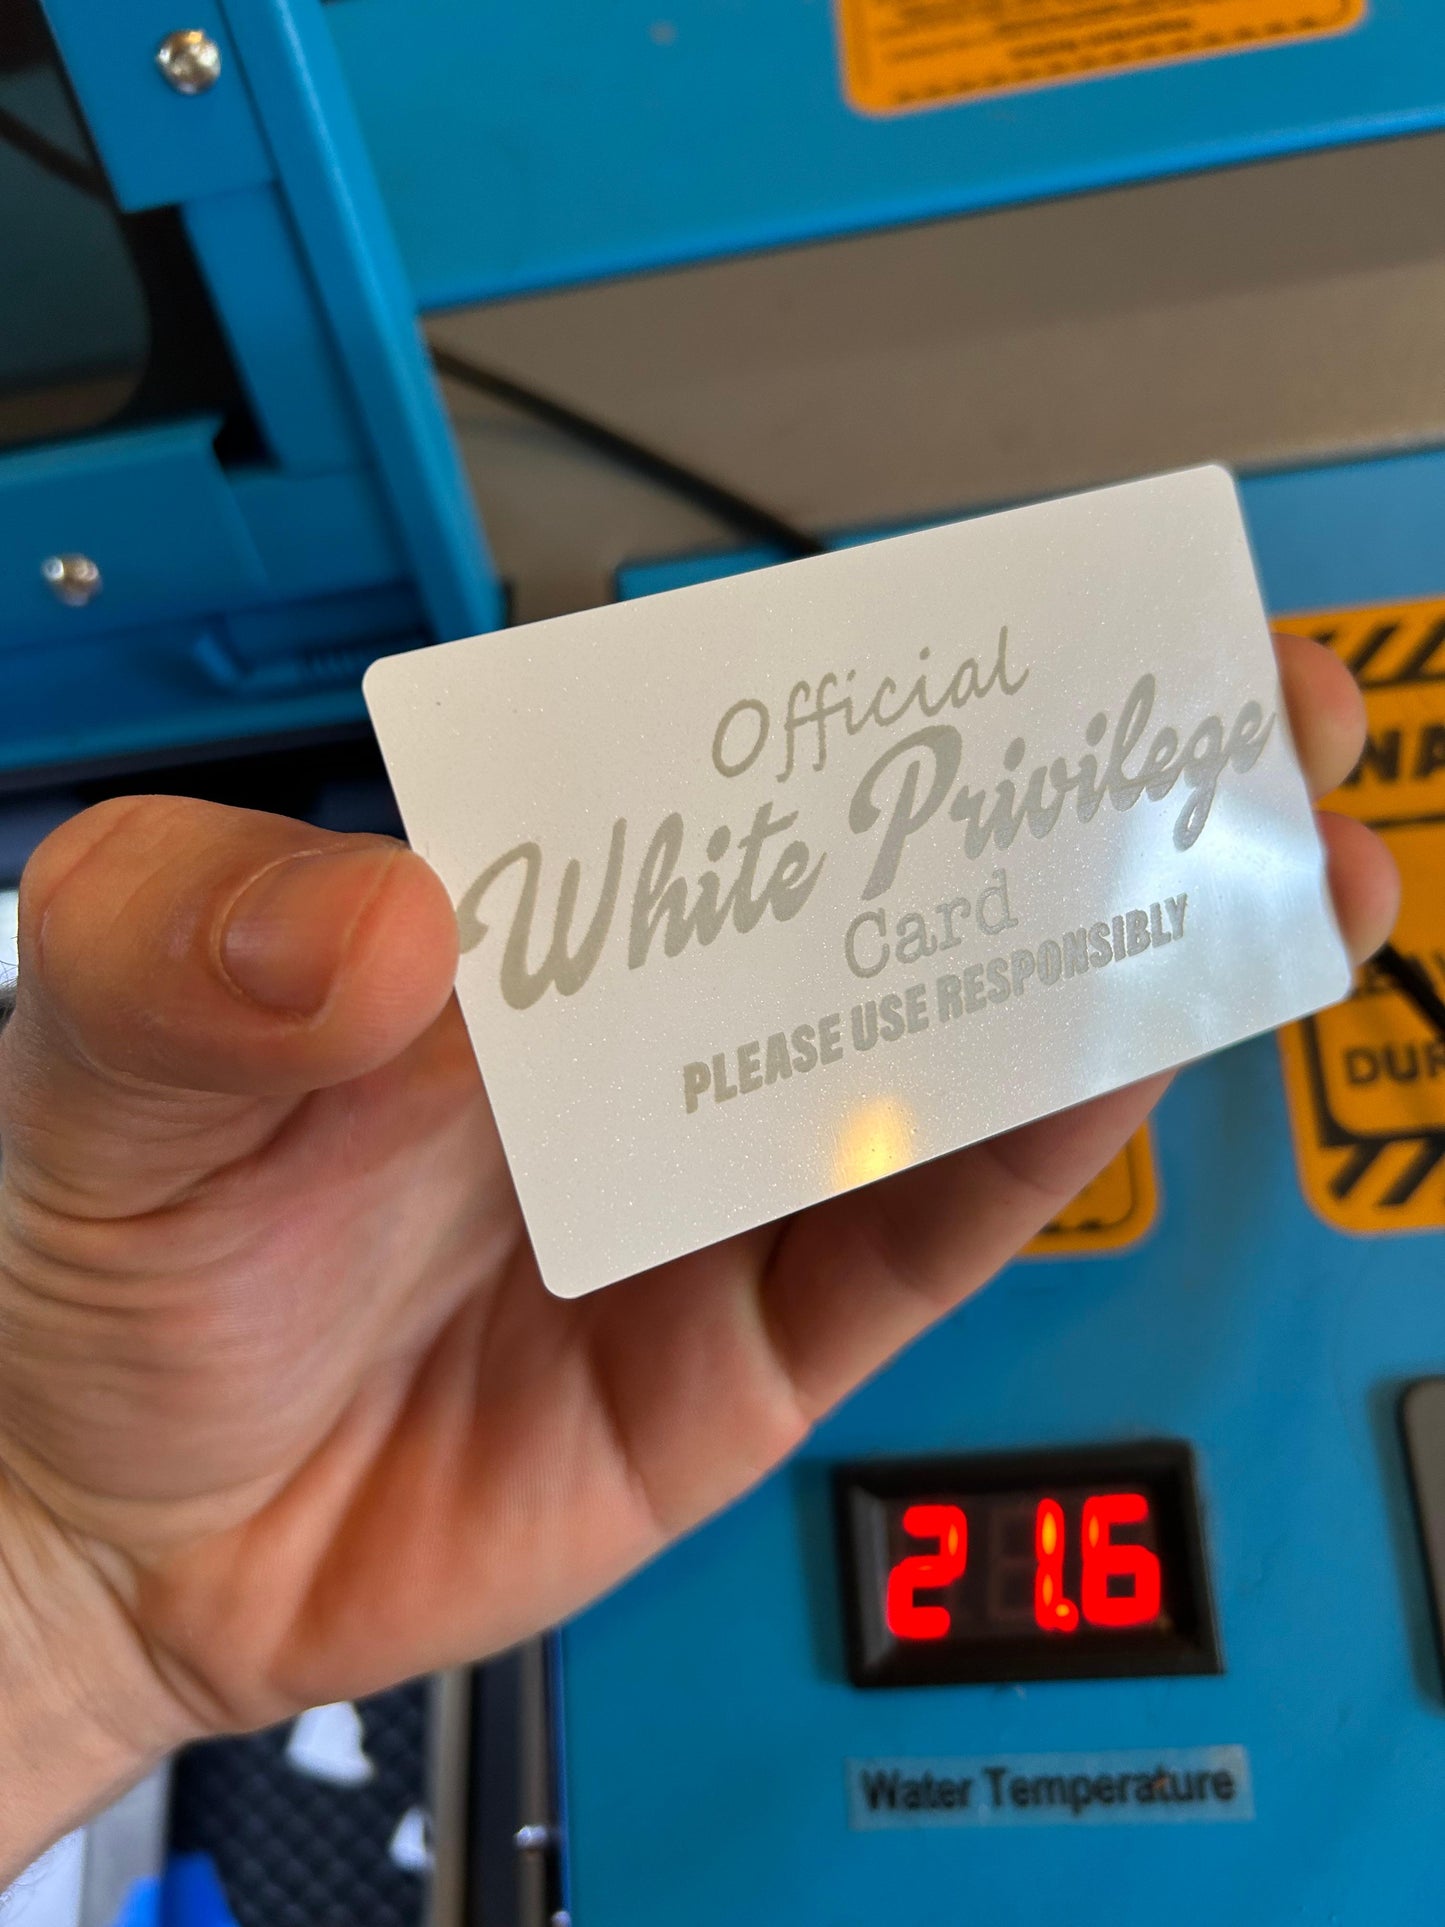 Official
White Privilege
Card
PLEASE USE RESPONSIBLY
21.6
Water Temperature